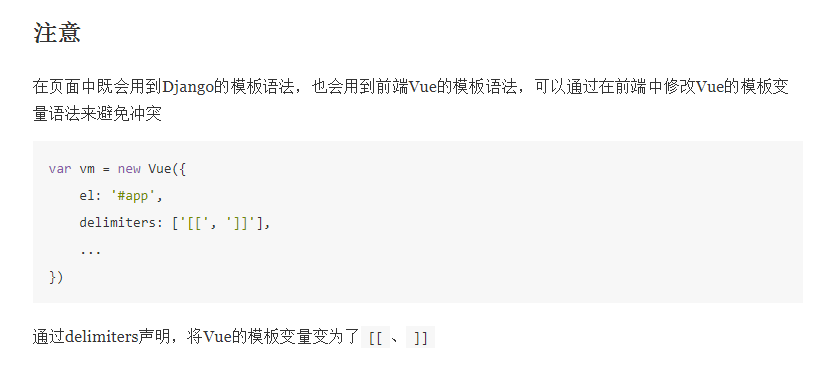 注意
在页面中既会用到Django的模板语法，也会用到前端Vue的模板语法，可以通过在前端中修改Vue的模板变
量语法来避免冲突
var vm = new Vue({
    el: '#app',
    delimiters: ['[[', ']]'],
    ...
})
通过delimiters声明，将Vue的模板变量变为了 [[ 、 ]]